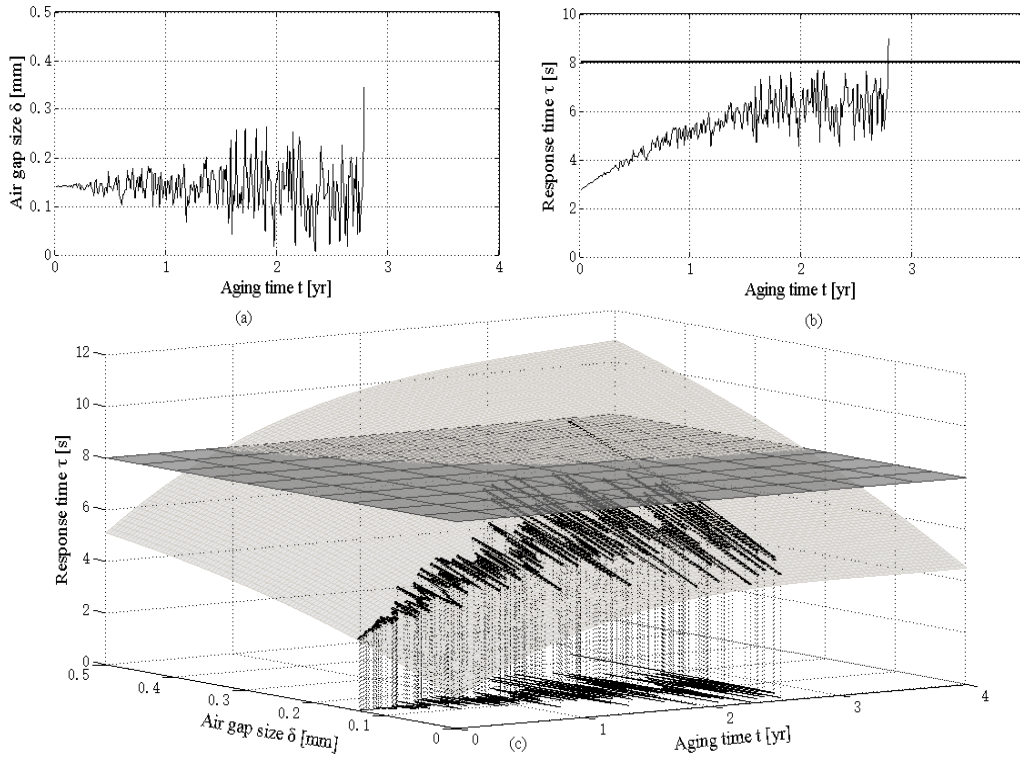 0.5
0.4
0.3
0.2
0.1
0
Air gap size δ [mm]
0 1 2 3 4
Aging time t [yr]
(a)
10
8
6
4
2
0
Response time τ [s]
0 1 2 3
Aging time t [yr]
(b)
12
10
8
6
4
2
0
Response time τ [s]
0.5 0.4 0.3 0.2 0.1 0
Air gap size δ [mm]
0 1 2 3 4
Aging time t [yr]
(c)